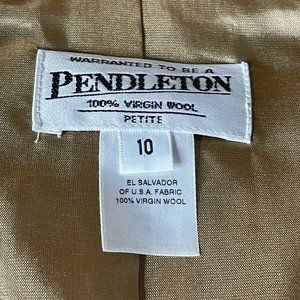 WARRANTED TO BE A
PENDLETON
100% VIRGIN WOOL
PETITE
10
EL SALVADOR
OF U.S.A. FABRIC
100% VIRGIN WOOL